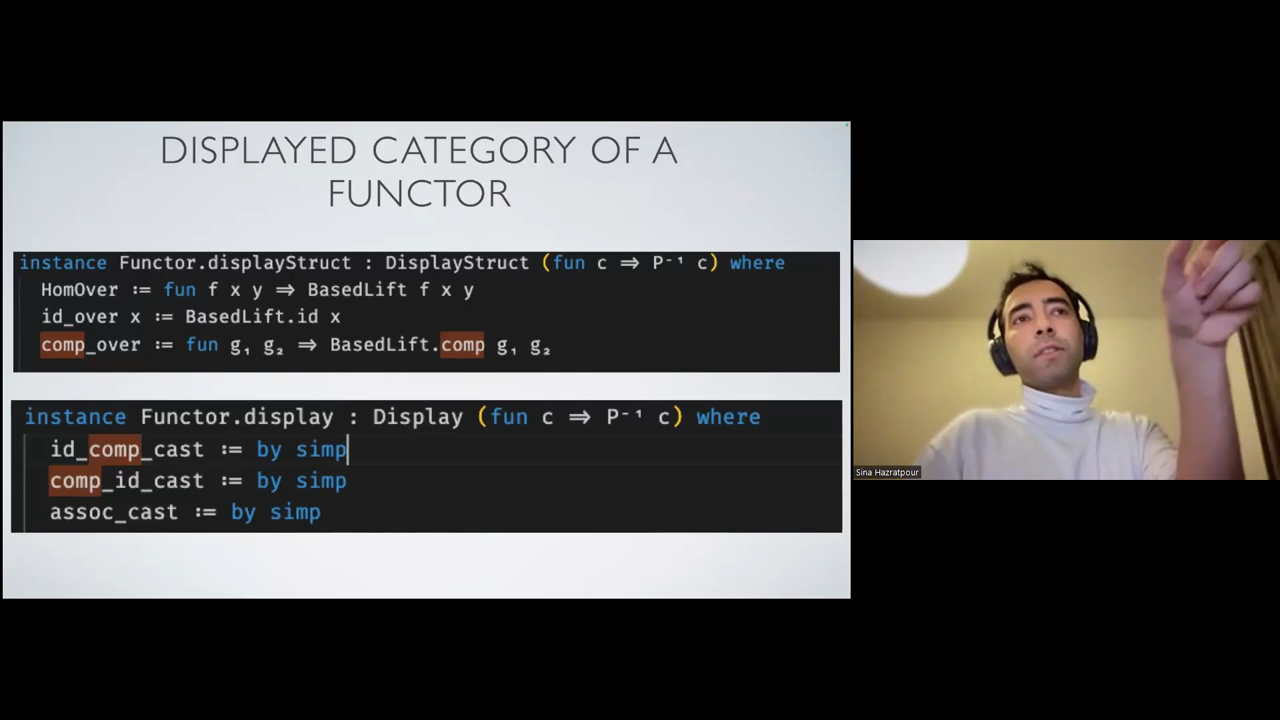 DISPLAYED CATEGORY OF A
FUNCTOR
instance Functor.displayStruct : DisplayStruct (fun c ⇒ P⁻¹ c) where
HomOver := fun f x y ⇒ BasedLift f x y
id_over x := BasedLift.id x
comp_over := fun g₁ g₂ ⇒ BasedLift.comp g₁ g₂
instance Functor.display : Display (fun c ⇒ P⁻¹ c) where
id_comp_cast := by simp
comp_id_cast := by simp
assoc_cast := by simp
Sina Hazratpour